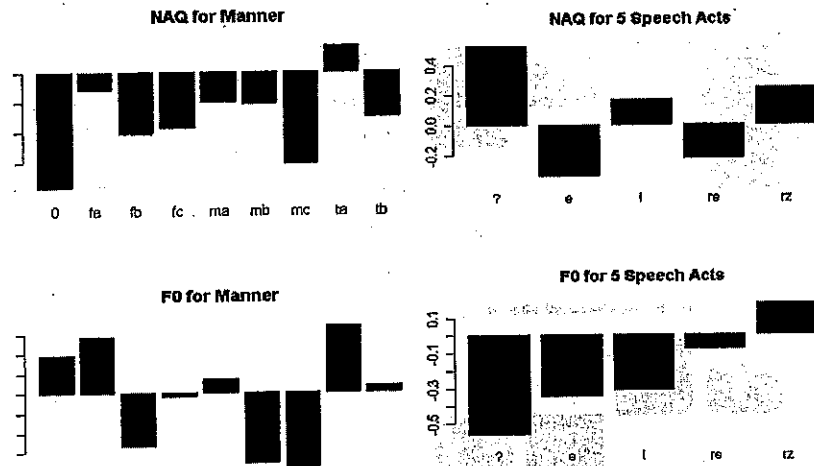 NAQ for Manner
0 fa fb fc ma mb mc ta tb
NAQ for 5 Speech Acts
0.4
0.2
0.0
-0.2
? e re rz
F0 for Manner
F0 for 5 Speech Acts
0.1
-0.1
-0.3
-0.5
? e re rz